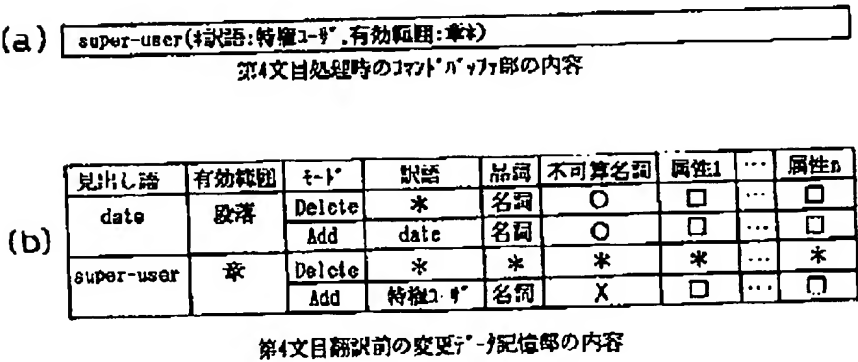 (a) super-user(*訳語:特権ユーザ,有効範囲:章*)
第4文目処理時のコマンドバッファ部の内容
(b)
見出し語 有効範囲 モード 訳語 品詞 不可算名詞 属性1 … 属性n
date 段落 Delete * 名詞 ○ □ … □
Add date 名詞 ○ □ … □
super-user 章 Delete * * * * … *
Add 特権ユーザ 名詞 X □ … □
第4文目翻訳前の変更データ記憶部の内容